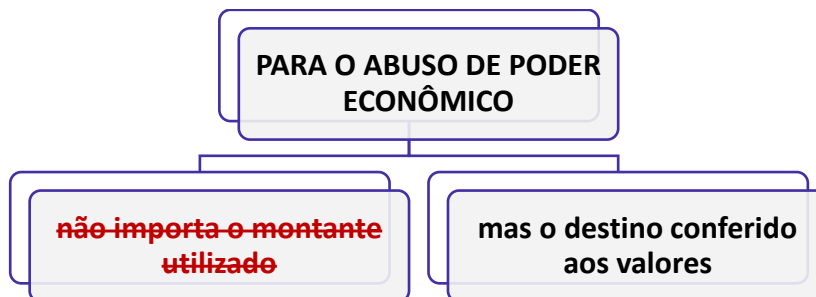 PARA O ABUSO DE PODER
ECONÔMICO
não importa o montante
utilizado
mas o destino conferido
aos valores